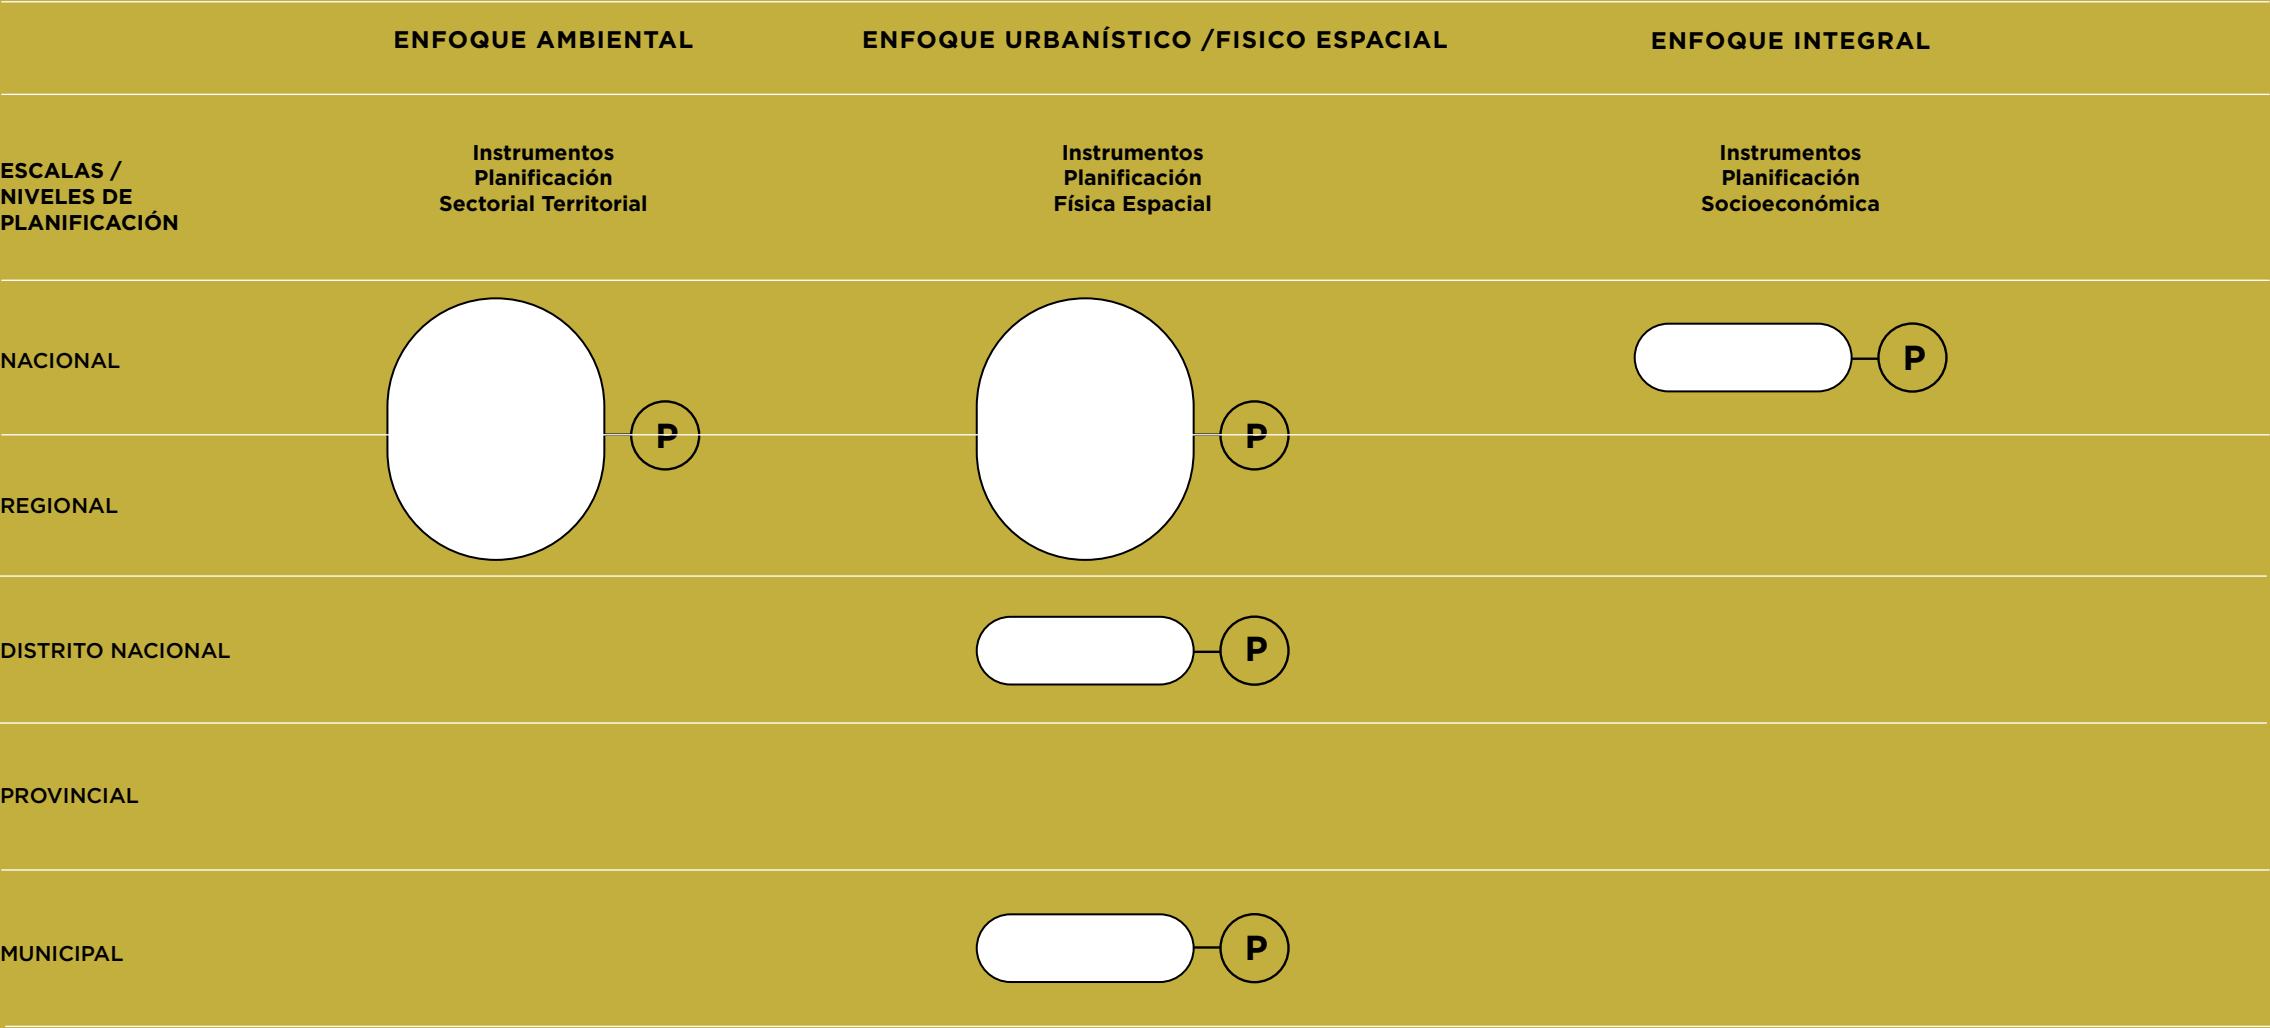 ENFOQUE AMBIENTAL
ENFOQUE URBANÍSTICO /FISICO ESPACIAL
ENFOQUE INTEGRAL
ESCALAS /
NIVELES DE
PLANIFICACIÓN
Instrumentos
Planificación
Sectorial Territorial
Instrumentos
Planificación
Física Espacial
Instrumentos
Planificación
Socioeconómica
NACIONAL
P
P
P
REGIONAL
DISTRITO NACIONAL
P
PROVINCIAL
MUNICIPAL
P